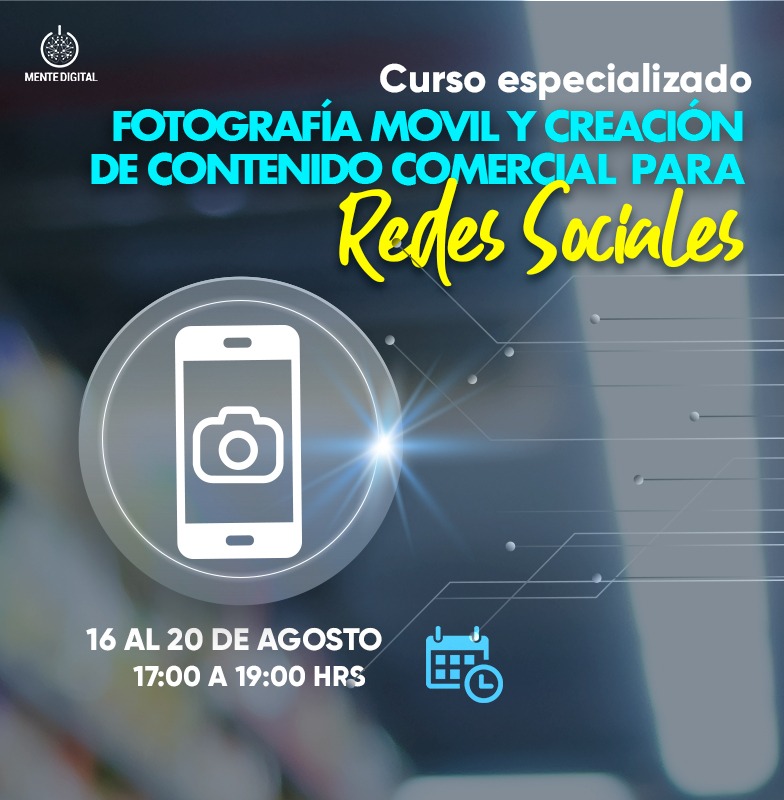 MENTE DIGITAL
Curso especializado
FOTOGRAFÍA MOVIL Y CREACIÓN
DE CONTENIDO COMERCIAL PARA
Redes Sociales
16 AL 20 DE AGOSTO
17:00 A 19:00 HRS